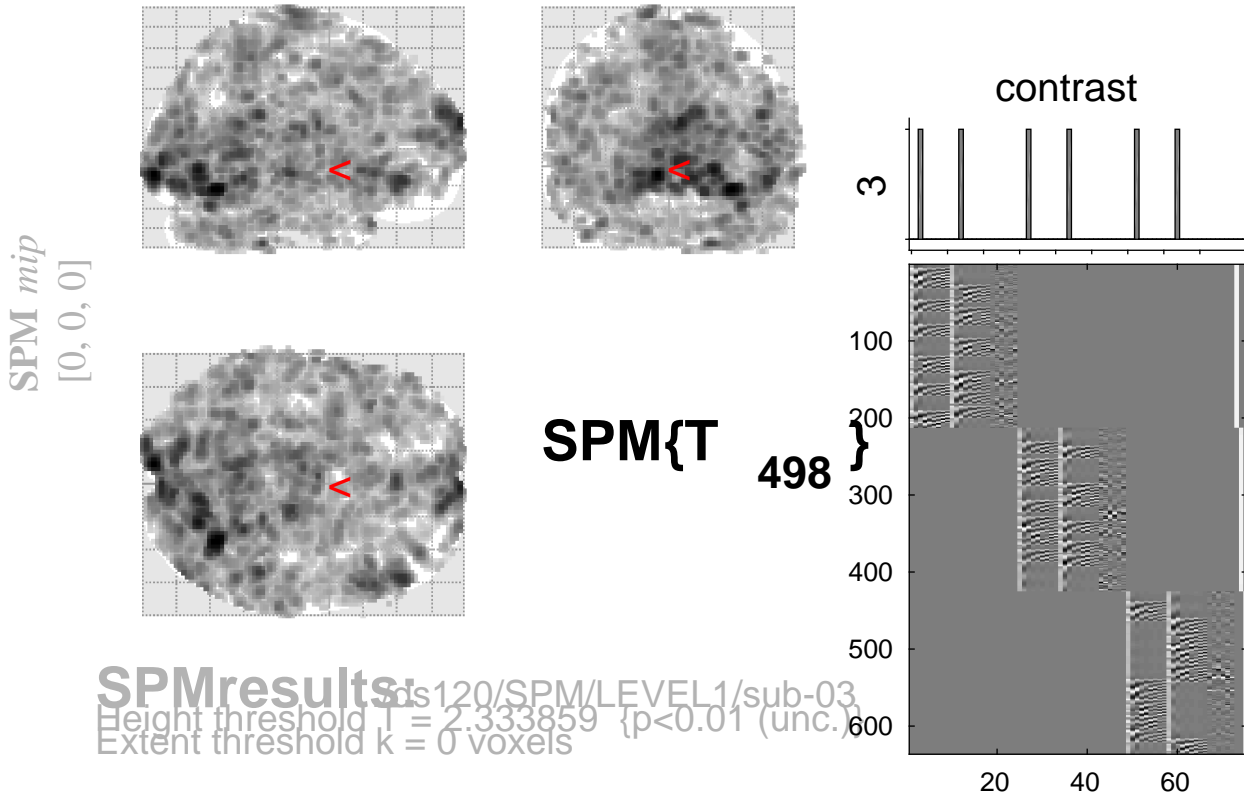 contrast
3
SPM mip
[0, 0, 0]
<
<
<
SPM{T498}
100
200
300
400
500
600
20
40
60
SPMresults: /ds120/SPM/LEVEL1/sub-03
Height threshold T = 2.333859 {p<0.01 (unc.)}
Extent threshold k = 0 voxels